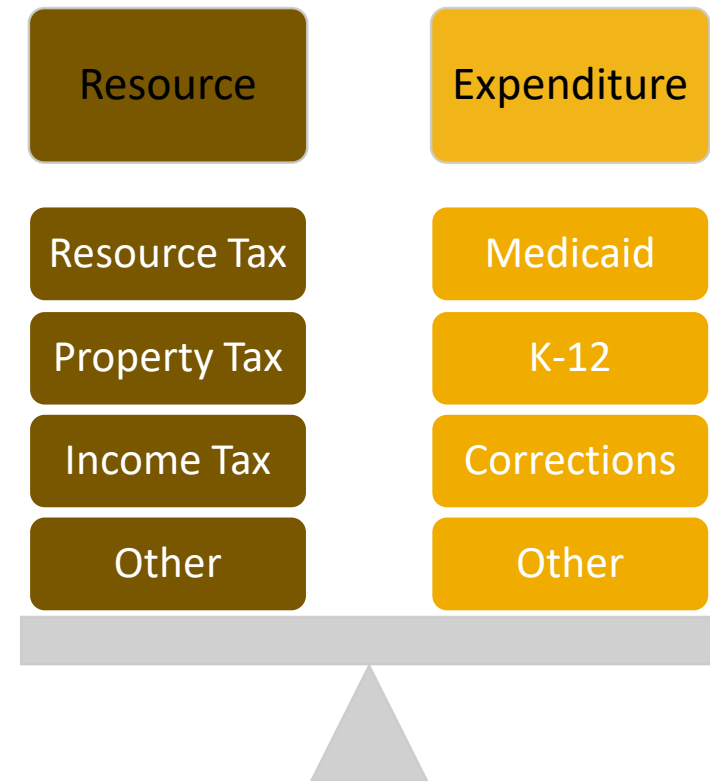 Resource
Expenditure
Resource Tax
Medicaid
Property Tax
K-12
Income Tax
Corrections
Other
Other